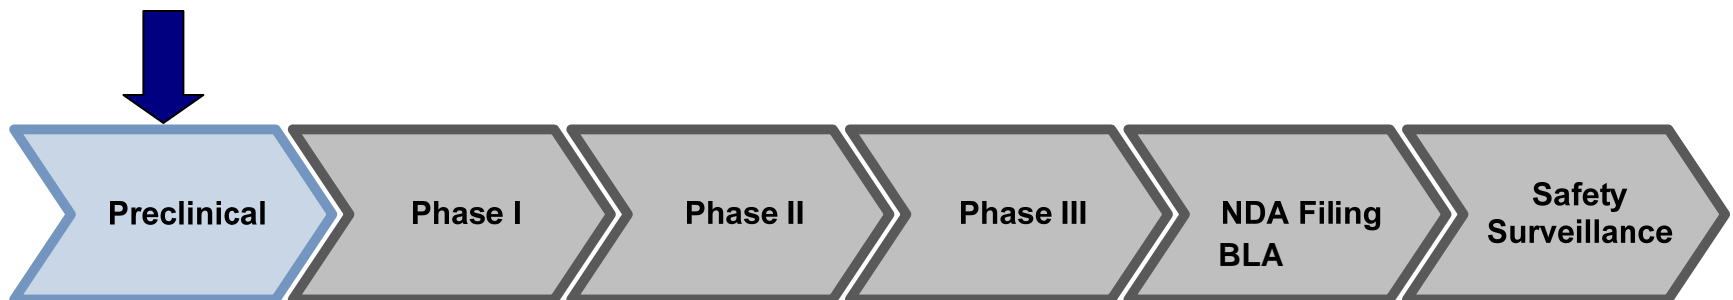 Preclinical
Phase I
Phase II
Phase III
NDA Filing
BLA
Safety
Surveillance